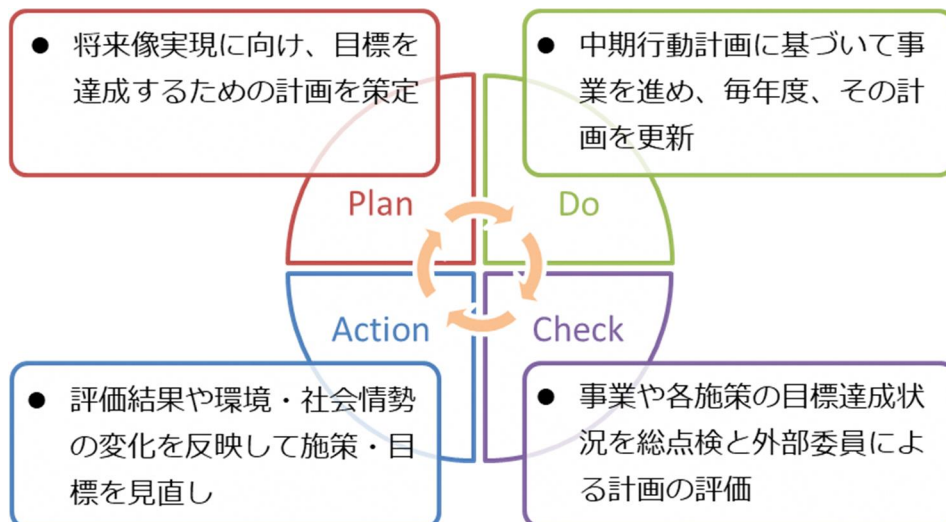 ● 将来像実現に向け、目標を
達成するための計画を策定
● 中期行動計画に基づいて事
業を進め、毎年度、その計
画を更新
Plan
Do
Action
Check
● 評価結果や環境・社会情勢
の変化を反映して施策・目
標を見直し
● 事業や各施策の目標達成状
況を総点検と外部委員によ
る計画の評価